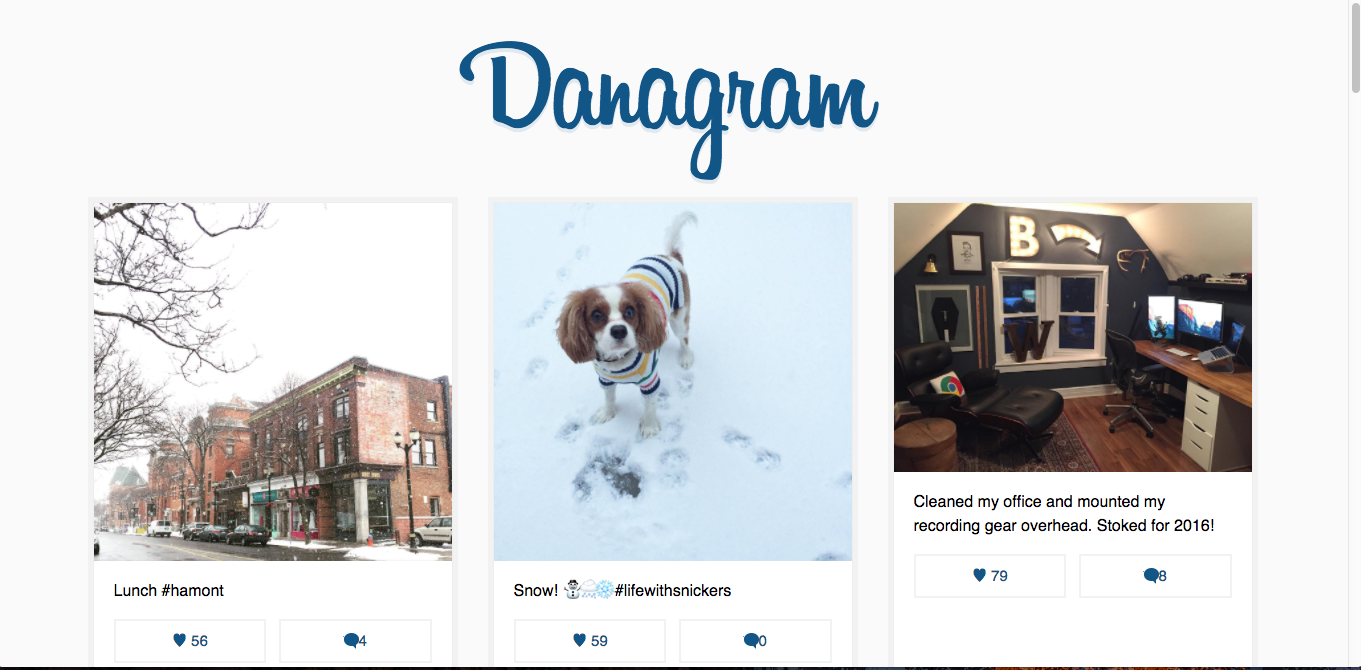 Danagram
B
W
Lunch #hamont
♥ 56
💬 4
Snow! ⛄🌨❄#lifewithsnickers
♥ 59
💬 0
Cleaned my office and mounted my
recording gear overhead. Stoked for 2016!
♥ 79
💬 8